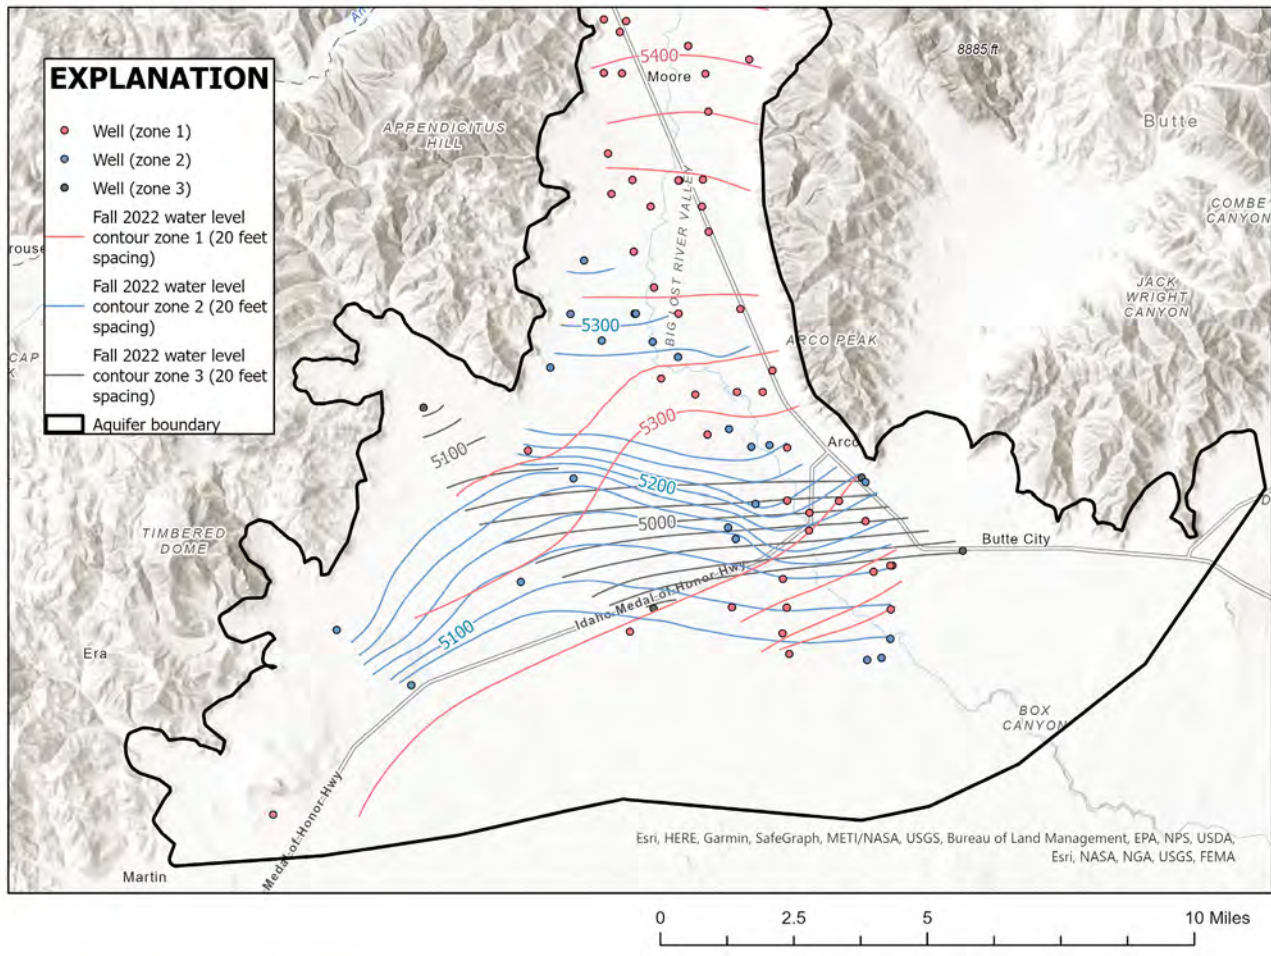 An
8885 ft
5400
Moore
EXPLANATION
Well (zone 1)
Well (zone 2)
Well (zone 3)
Fall 2022 water level
contour zone 1 (20 feet
spacing)
Fall 2022 water level
contour zone 2 (20 feet
spacing)
Fall 2022 water level
contour zone 3 (20 feet
spacing)
Aquifer boundary
APPENDICITUS
HILL
Butte
COMBE
CANYON
rouse
BIG LOST RIVER VALLEY
JACK
WRIGHT
CANYON
5300
ARCO PEAK
CAP
K
5300
Arco
5100
5200
5000
TIMBERED
DOME
Butte City
D
Idaho Medal of Honor Hwy
5100
Era
BOX
CANYON
Medal of Honor Hwy
Martin
Esri, HERE, Garmin, SafeGraph, METI/NASA, USGS, Bureau of Land Management, EPA, NPS, USDA,
Esri, NASA, NGA, USGS, FEMA
0 2.5 5 10 Miles